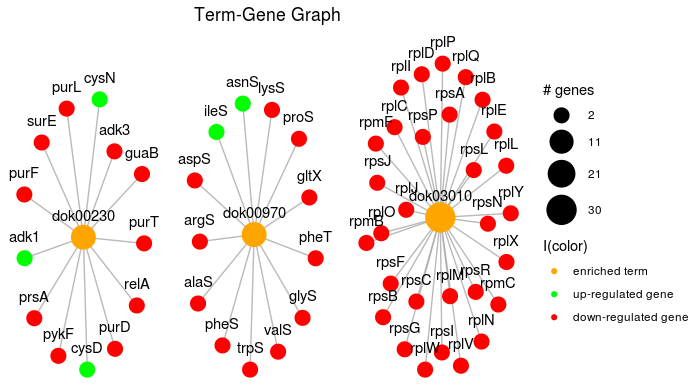 Term-Gene Graph
cysN
purL
surE
adk3
guaB
purF
dok00230
purT
adk1
relA
prsA
pykF
purD
cysD
asnS
lysS
ileS
proS
aspS
gltX
argS
dok00970
pheT
alaS
glyS
pheS
valS
trpS
rplP
rplD
rplQ
rplI
rplB
rpsA
rplC
rplE
rpsP
rpmF
rpsL
rplL
rpsJ
rplJ
dok03010
rplY
rplO
rpsN
rpmB
rplX
rpsF
rpsC
rplM
rpsR
rpmC
rpsB
rplN
rpsG
rpsI
rplW
rplV
# genes
2
11
21
30
I(color)
enriched term
up-regulated gene
down-regulated gene